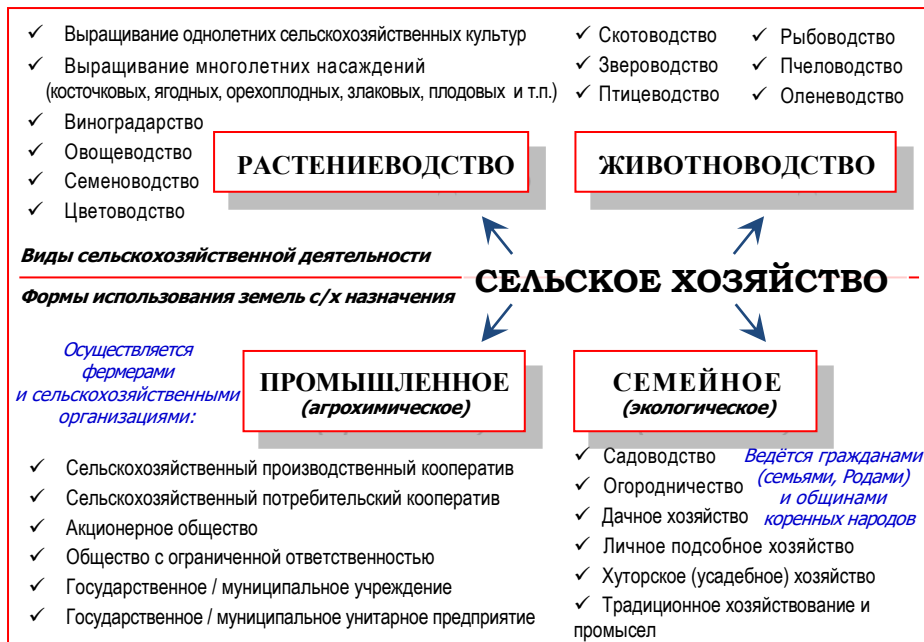 ✓ Выращивание однолетних сельскохозяйственных культур
✓ Выращивание многолетних насаждений
(косточковых, ягодных, орехоплодных, злаковых, плодовых и т.п.)
✓ Виноградарство
✓ Овощеводство
✓ Семеноводство
✓ Цветоводство
✓ Скотоводство
✓ Звероводство
✓ Птицеводство
✓ Рыбоводство
✓ Пчеловодство
✓ Оленеводство
РАСТЕНИЕВОДСТВО
ЖИВОТНОВОДСТВО
Виды сельскохозяйственной деятельности
СЕЛЬСКОЕ ХОЗЯЙСТВО
Формы использования земель с/х назначения
Осуществляется
фермерами
и сельскохозяйственными
организациями:
ПРОМЫШЛЕННОЕ
(агрохимическое)
СЕМЕЙНОЕ
(экологическое)
✓ Сельскохозяйственный производственный кооператив
✓ Сельскохозяйственный потребительский кооператив
✓ Акционерное общество
✓ Общество с ограниченной ответственностью
✓ Государственное / муниципальное учреждение
✓ Государственное / муниципальное унитарное предприятие
✓ Садоводство
✓ Огородничество
✓ Дачное хозяйство
✓ Личное подсобное хозяйство
✓ Хуторское (усадебное) хозяйство
✓ Традиционное хозяйствование и
промысел
Ведётся гражданами
(семьями, Родами)
и общинами
коренных народов